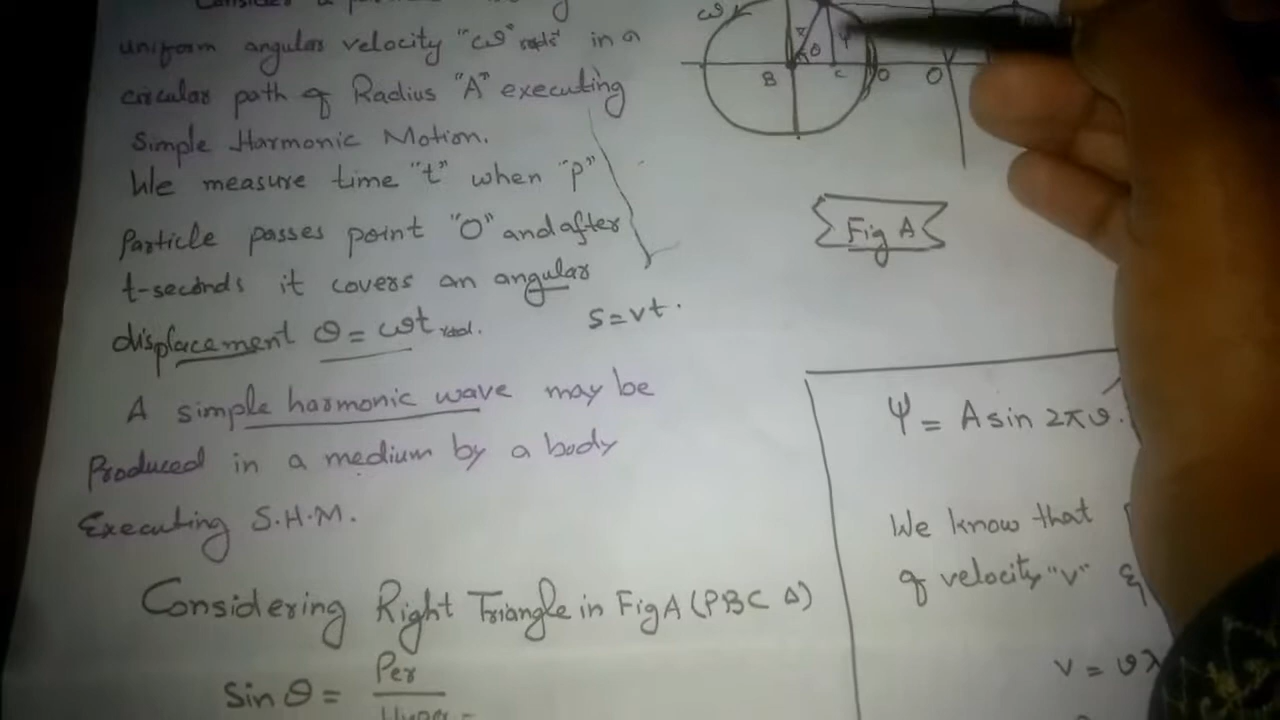 uniform angular velocity "ω" rads in a
circular path of Radius "A" executing
Simple Harmonic Motion.
We measure time "t" when "P"
Particle passes point "O" and after
t-seconds it covers an angular
displacement θ = ωt rad.
s=vt.
A simple harmonic wave may be
Produced in a medium by a body
Executing S.H.M.
Considering Right Triangle in Fig A (PBC Δ)
Sin θ = Per
ω
θ
B
C
O
O
Fig A
Ψ = A sin 2πυ
We know that
of velocity "v" &
v = υλ